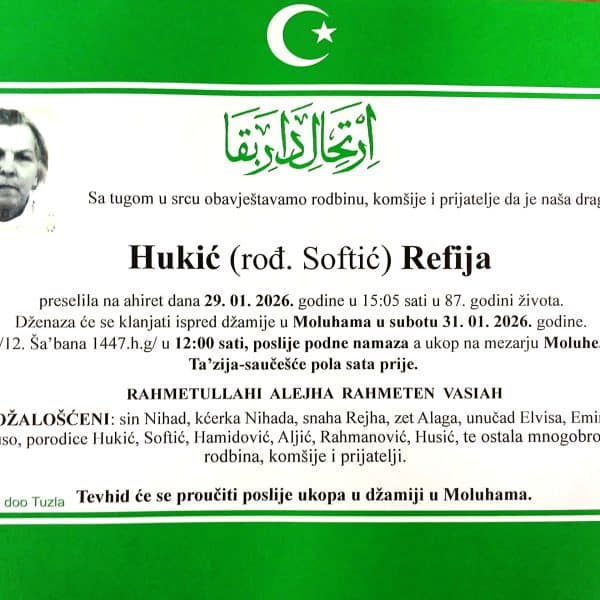 ارتحال دار بقا
Sa tugom u srcu obavještavamo rodbinu, komšije i prijatelje da je naša drag
Hukić (rođ. Softić) Refija
preselila na ahiret dana 29. 01. 2026. godine u 15:05 sati u 87. godini života.
Dženaza će se klanjati ispred džamije u Moluhama u subotu 31. 01. 2026. godine.
/12. Ša’bana 1447.h.g/ u 12:00 sati, poslije podne namaza a ukop na mezarju Moluhe.
Ta’zija-saučešće pola sata prije.
RAHMETULLAHI ALEJHA RAHMETEN VASIAH
OŽALOŠĆENI: sin Nihad, kćerka Nihada, snaha Rejha, zet Alaga, unučad Elvisa, Emin
so, porodice Hukić, Softić, Hamidović, Aljić, Rahmanović, Husić, te ostala mnogobro
rodbina, komšije i prijatelji.
Tevhid će se proučiti poslije ukopa u džamiji u Moluhama.
doo Tuzla